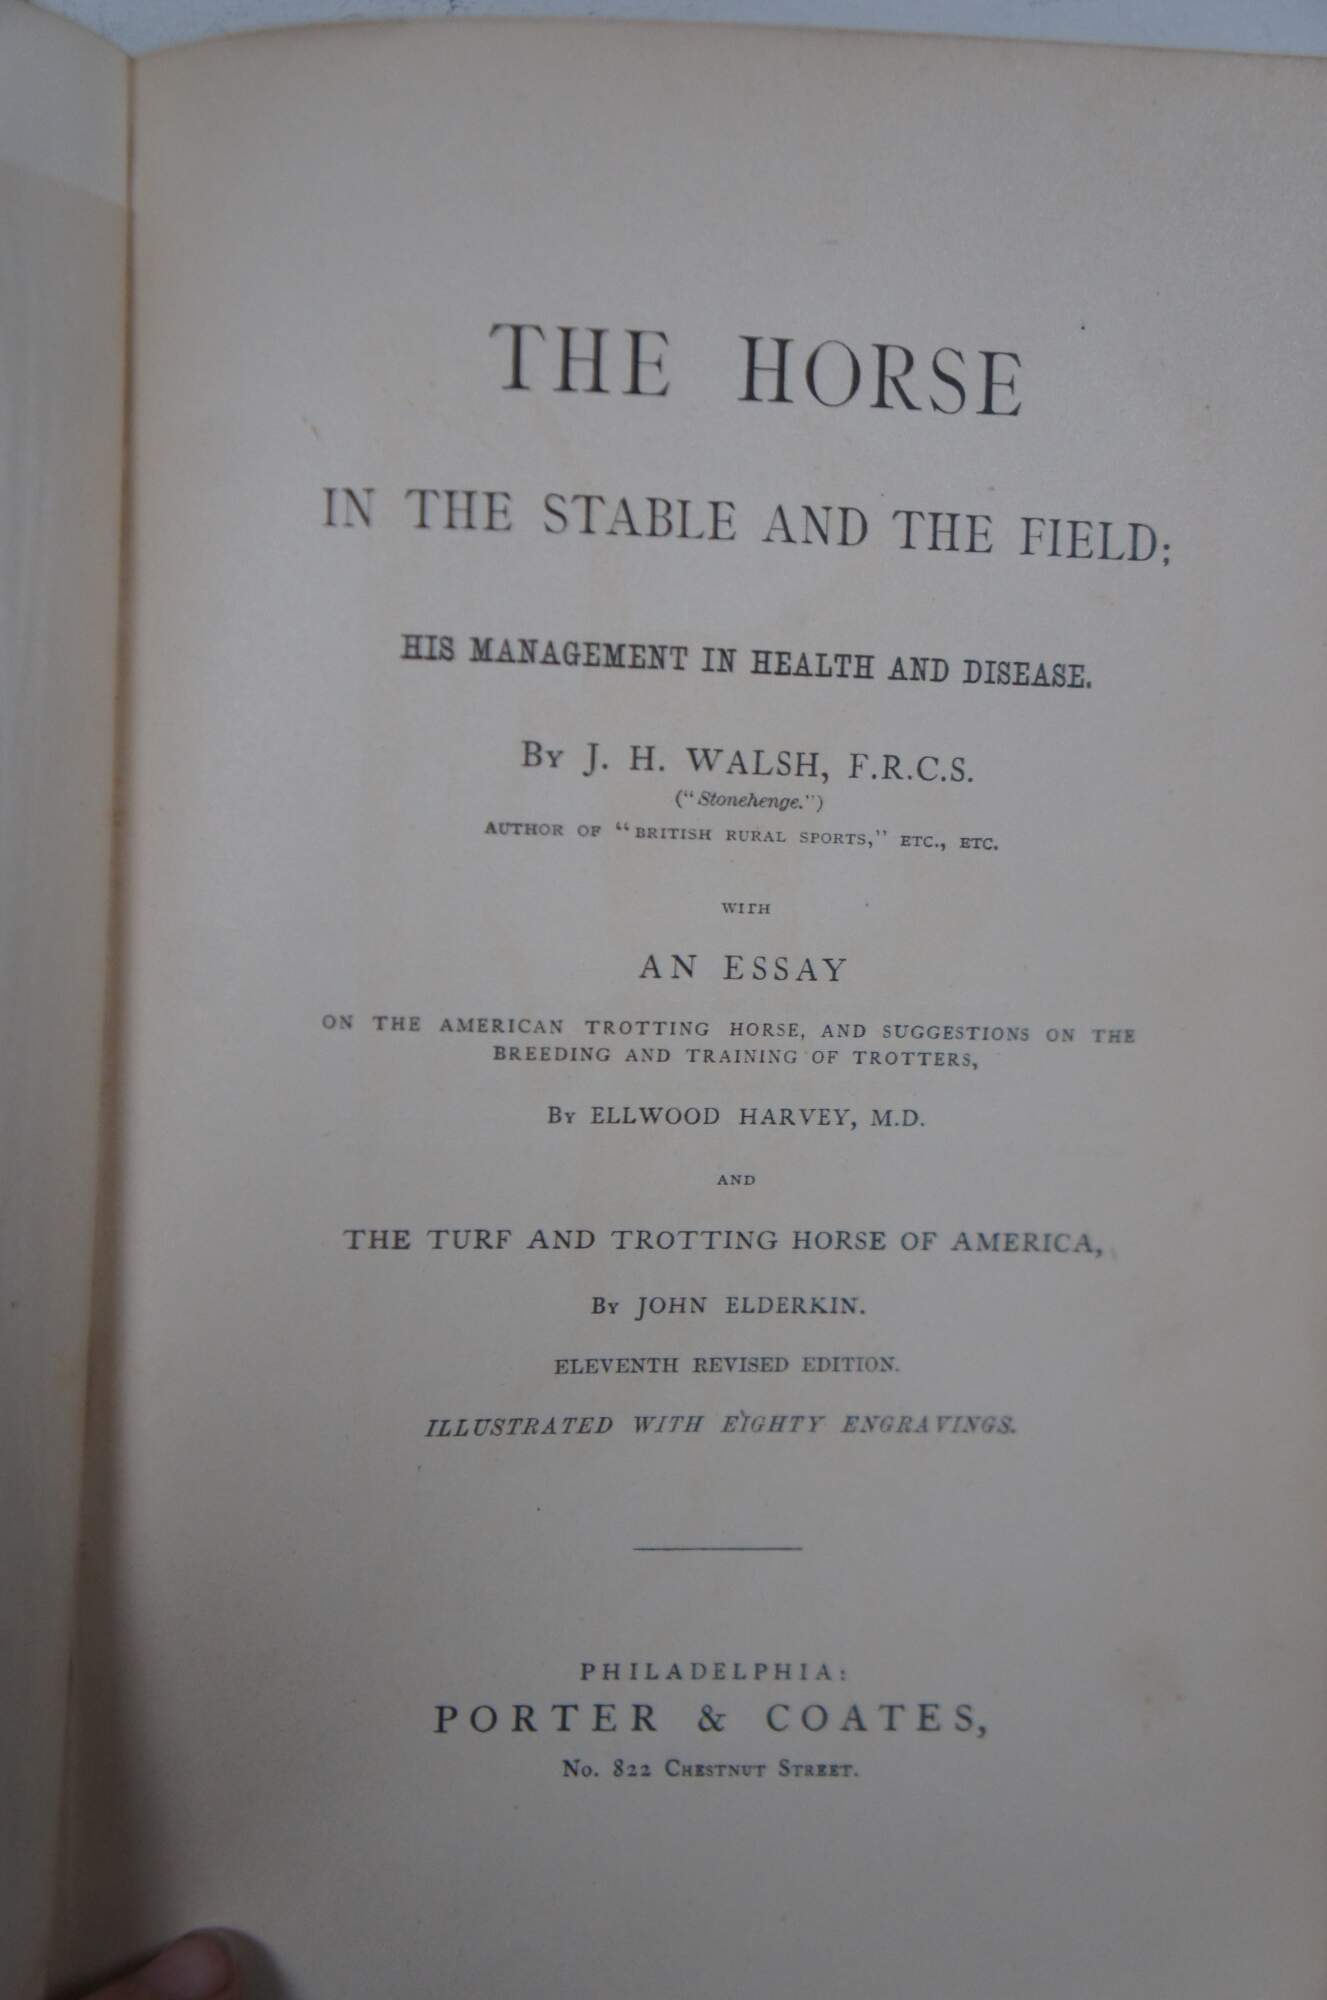 THE HORSE
IN THE STABLE AND THE FIELD;
HIS MANAGEMENT IN HEALTH AND DISEASE.
BY J. H. WALSH, F.R.C.S.
("Stonehenge.")
AUTHOR OF "BRITISH RURAL SPORTS," ETC., ETC.
WITH
AN ESSAY
ON THE AMERICAN TROTTING HORSE, AND SUGGESTIONS ON THE
BREEDING AND TRAINING OF TROTTERS,
BY ELLWOOD HARVEY, M.D.
AND
THE TURF AND TROTTING HORSE OF AMERICA,
BY JOHN ELDERKIN.
ELEVENTH REVISED EDITION.
ILLUSTRATED WITH EIGHTY ENGRAVINGS.
PHILADELPHIA:
PORTER & COATES,
No. 822 CHESTNUT STREET.